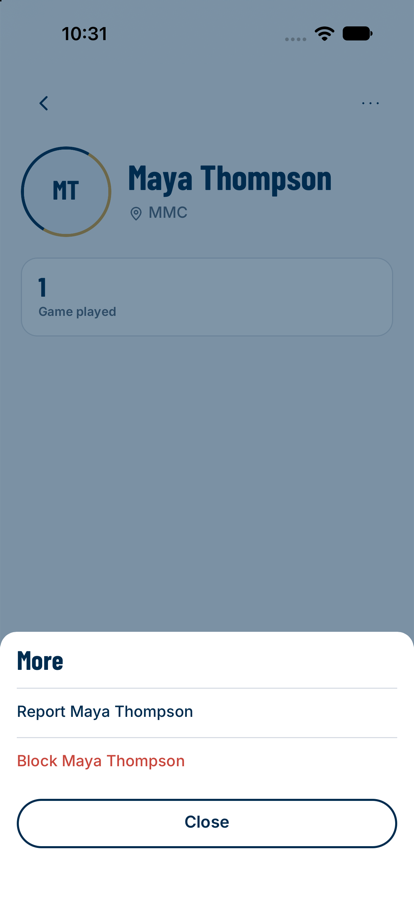 10:31
...
MT
Maya Thompson
MMC
1
Game played
More
Report Maya Thompson
Block Maya Thompson
Close